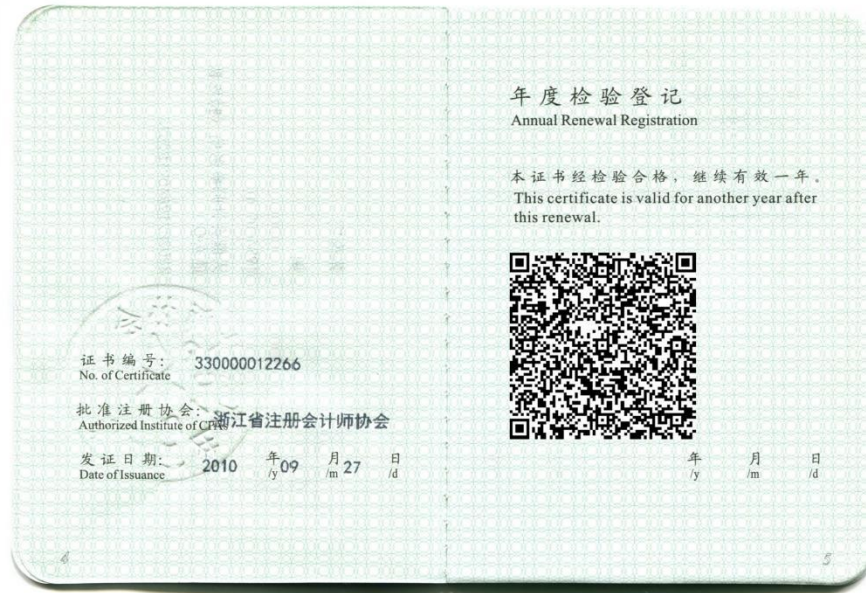 证书编号: 330000012266
No. of Certificate
批准注册协会: 浙江省注册会计师协会
Authorized Institute of CPAs
发证日期: 2010 年 09 月 27 日
Date of Issuance /y /m /d
年度检验登记
Annual Renewal Registration
本证书经检验合格，继续有效一年。
This certificate is valid for another year after
this renewal.
年 月 日
/y /m /d
5